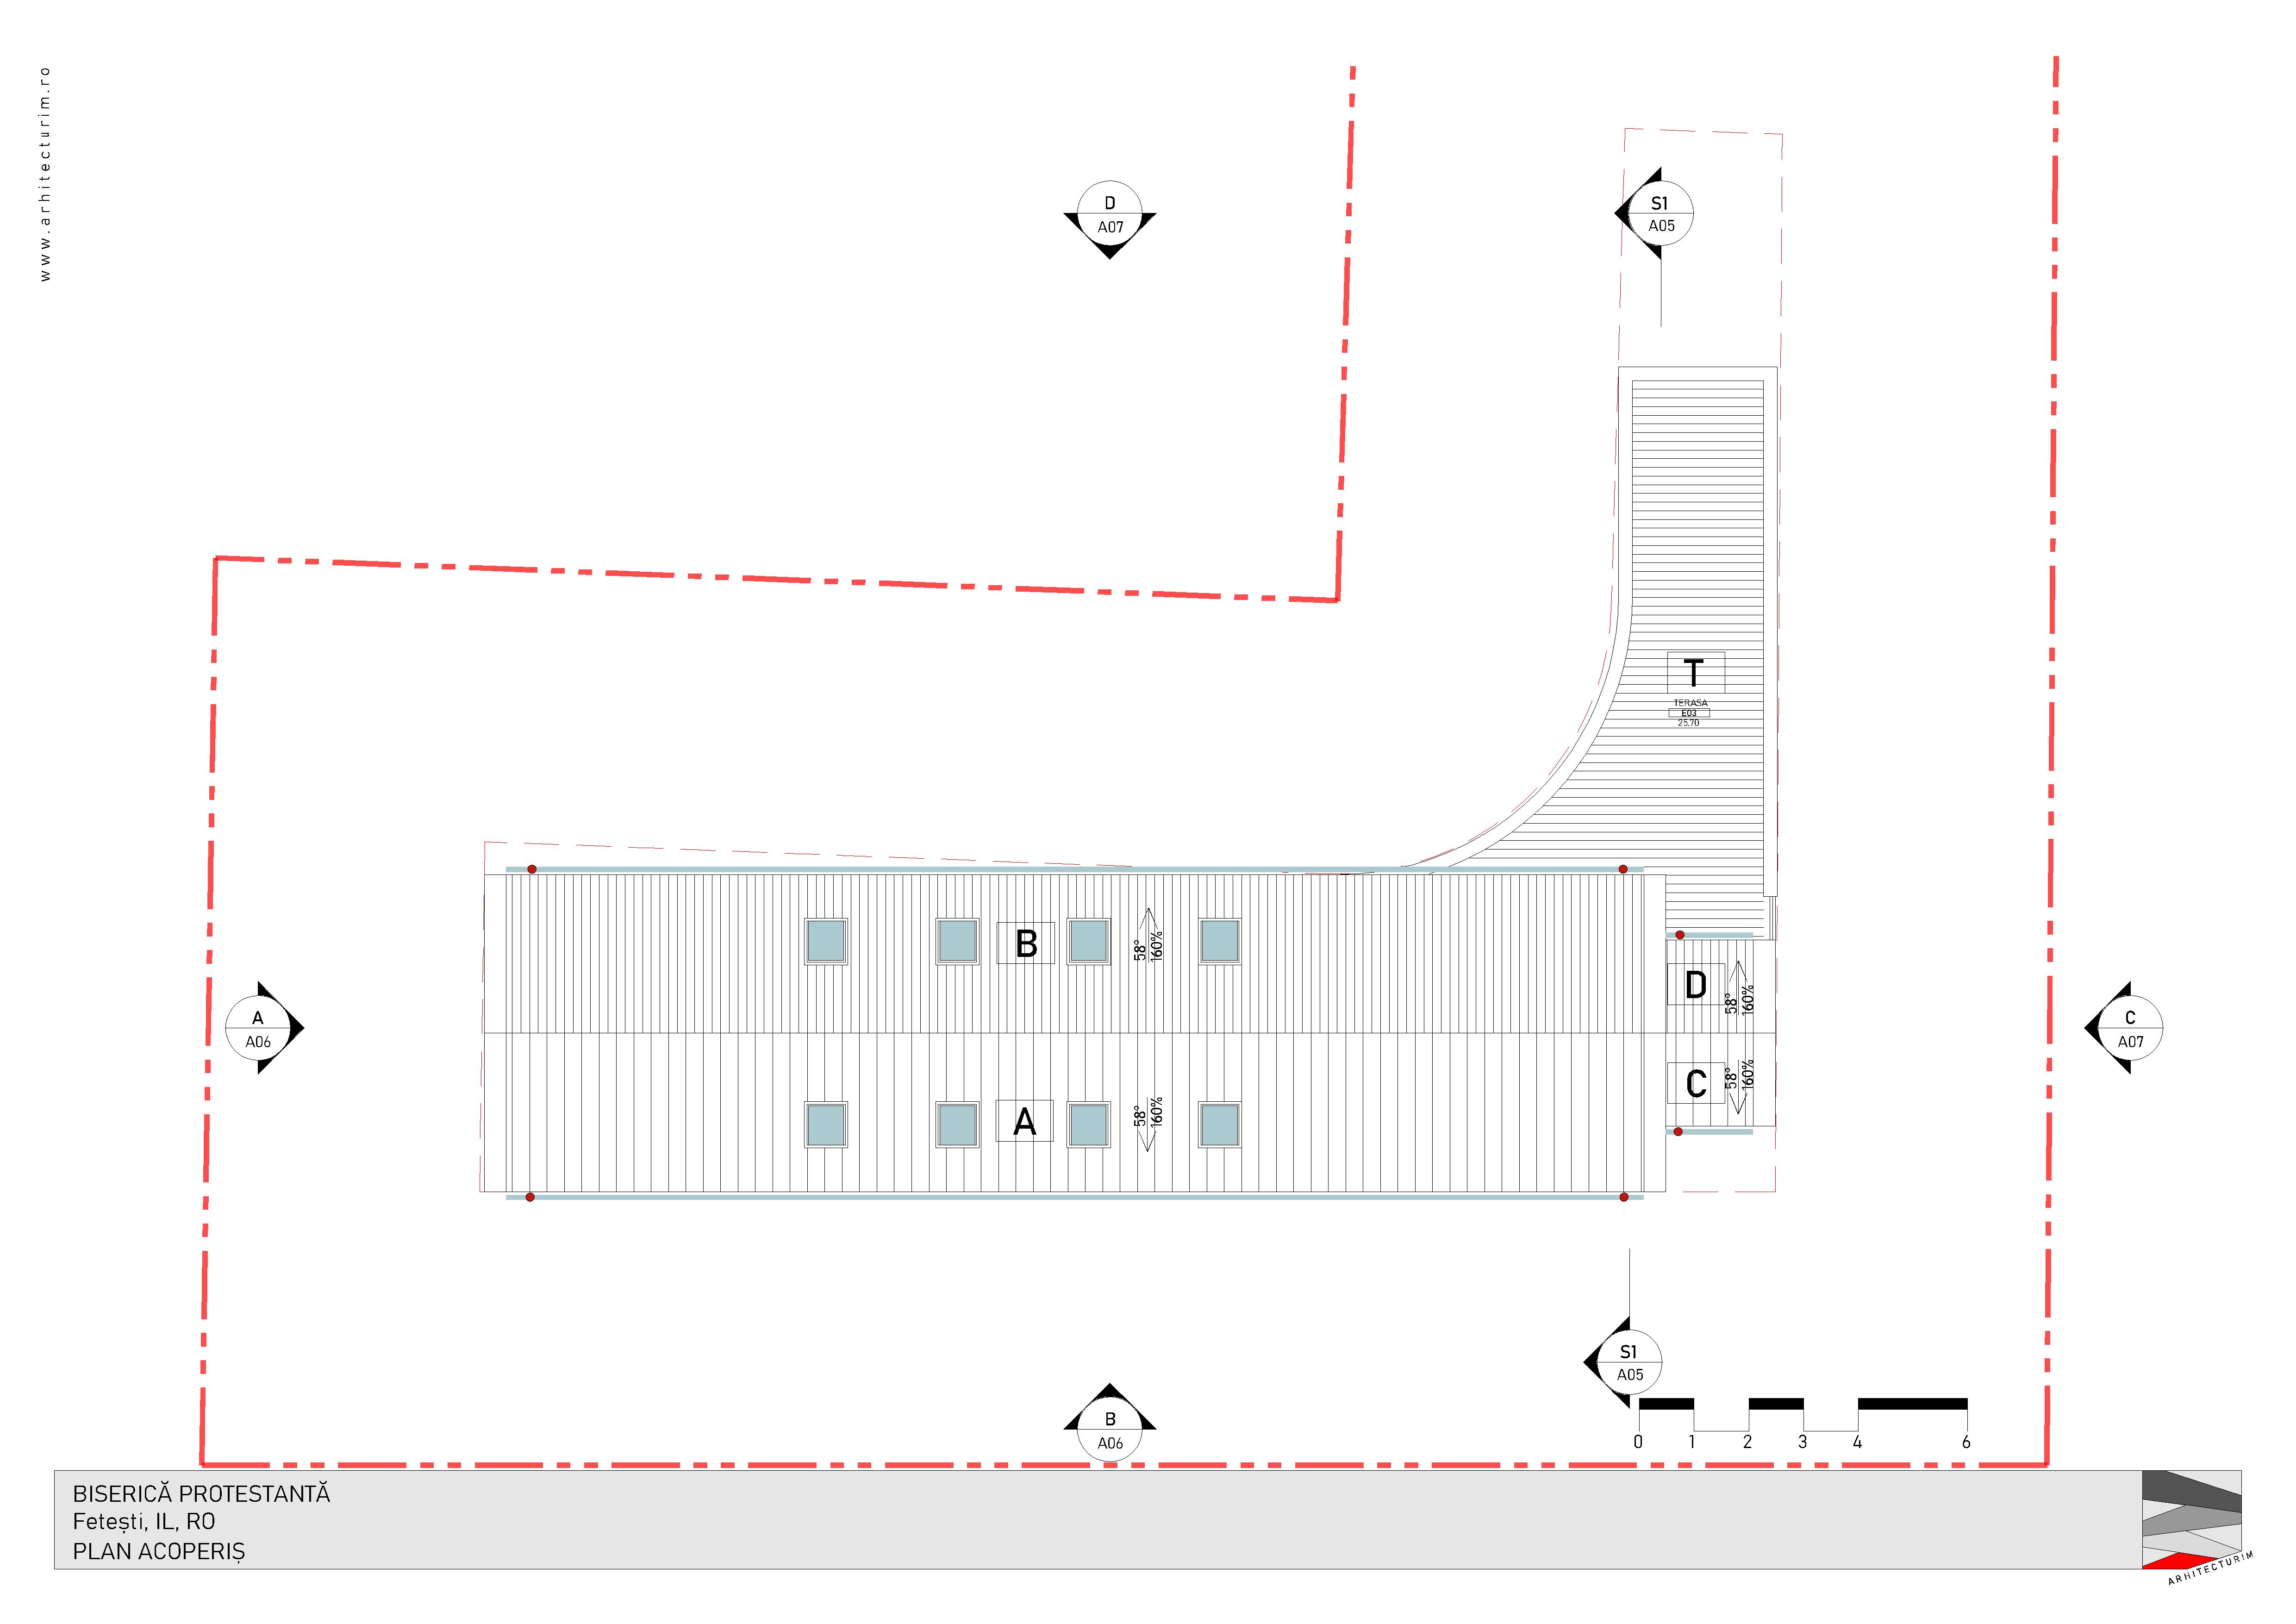 www.arhitecturim.ro
D
A07
S1
A05
T
TERASA
E03
25.70
B
58°
160%
D
58°
160%
A
A06
C
A07
A
58°
160%
C
58°
160%
S1
A05
B
A06
0 1 2 3 4 6
BISERICĂ PROTESTANTĂ
Fetești, IL, RO
PLAN ACOPERIȘ
ARHITECTURIM